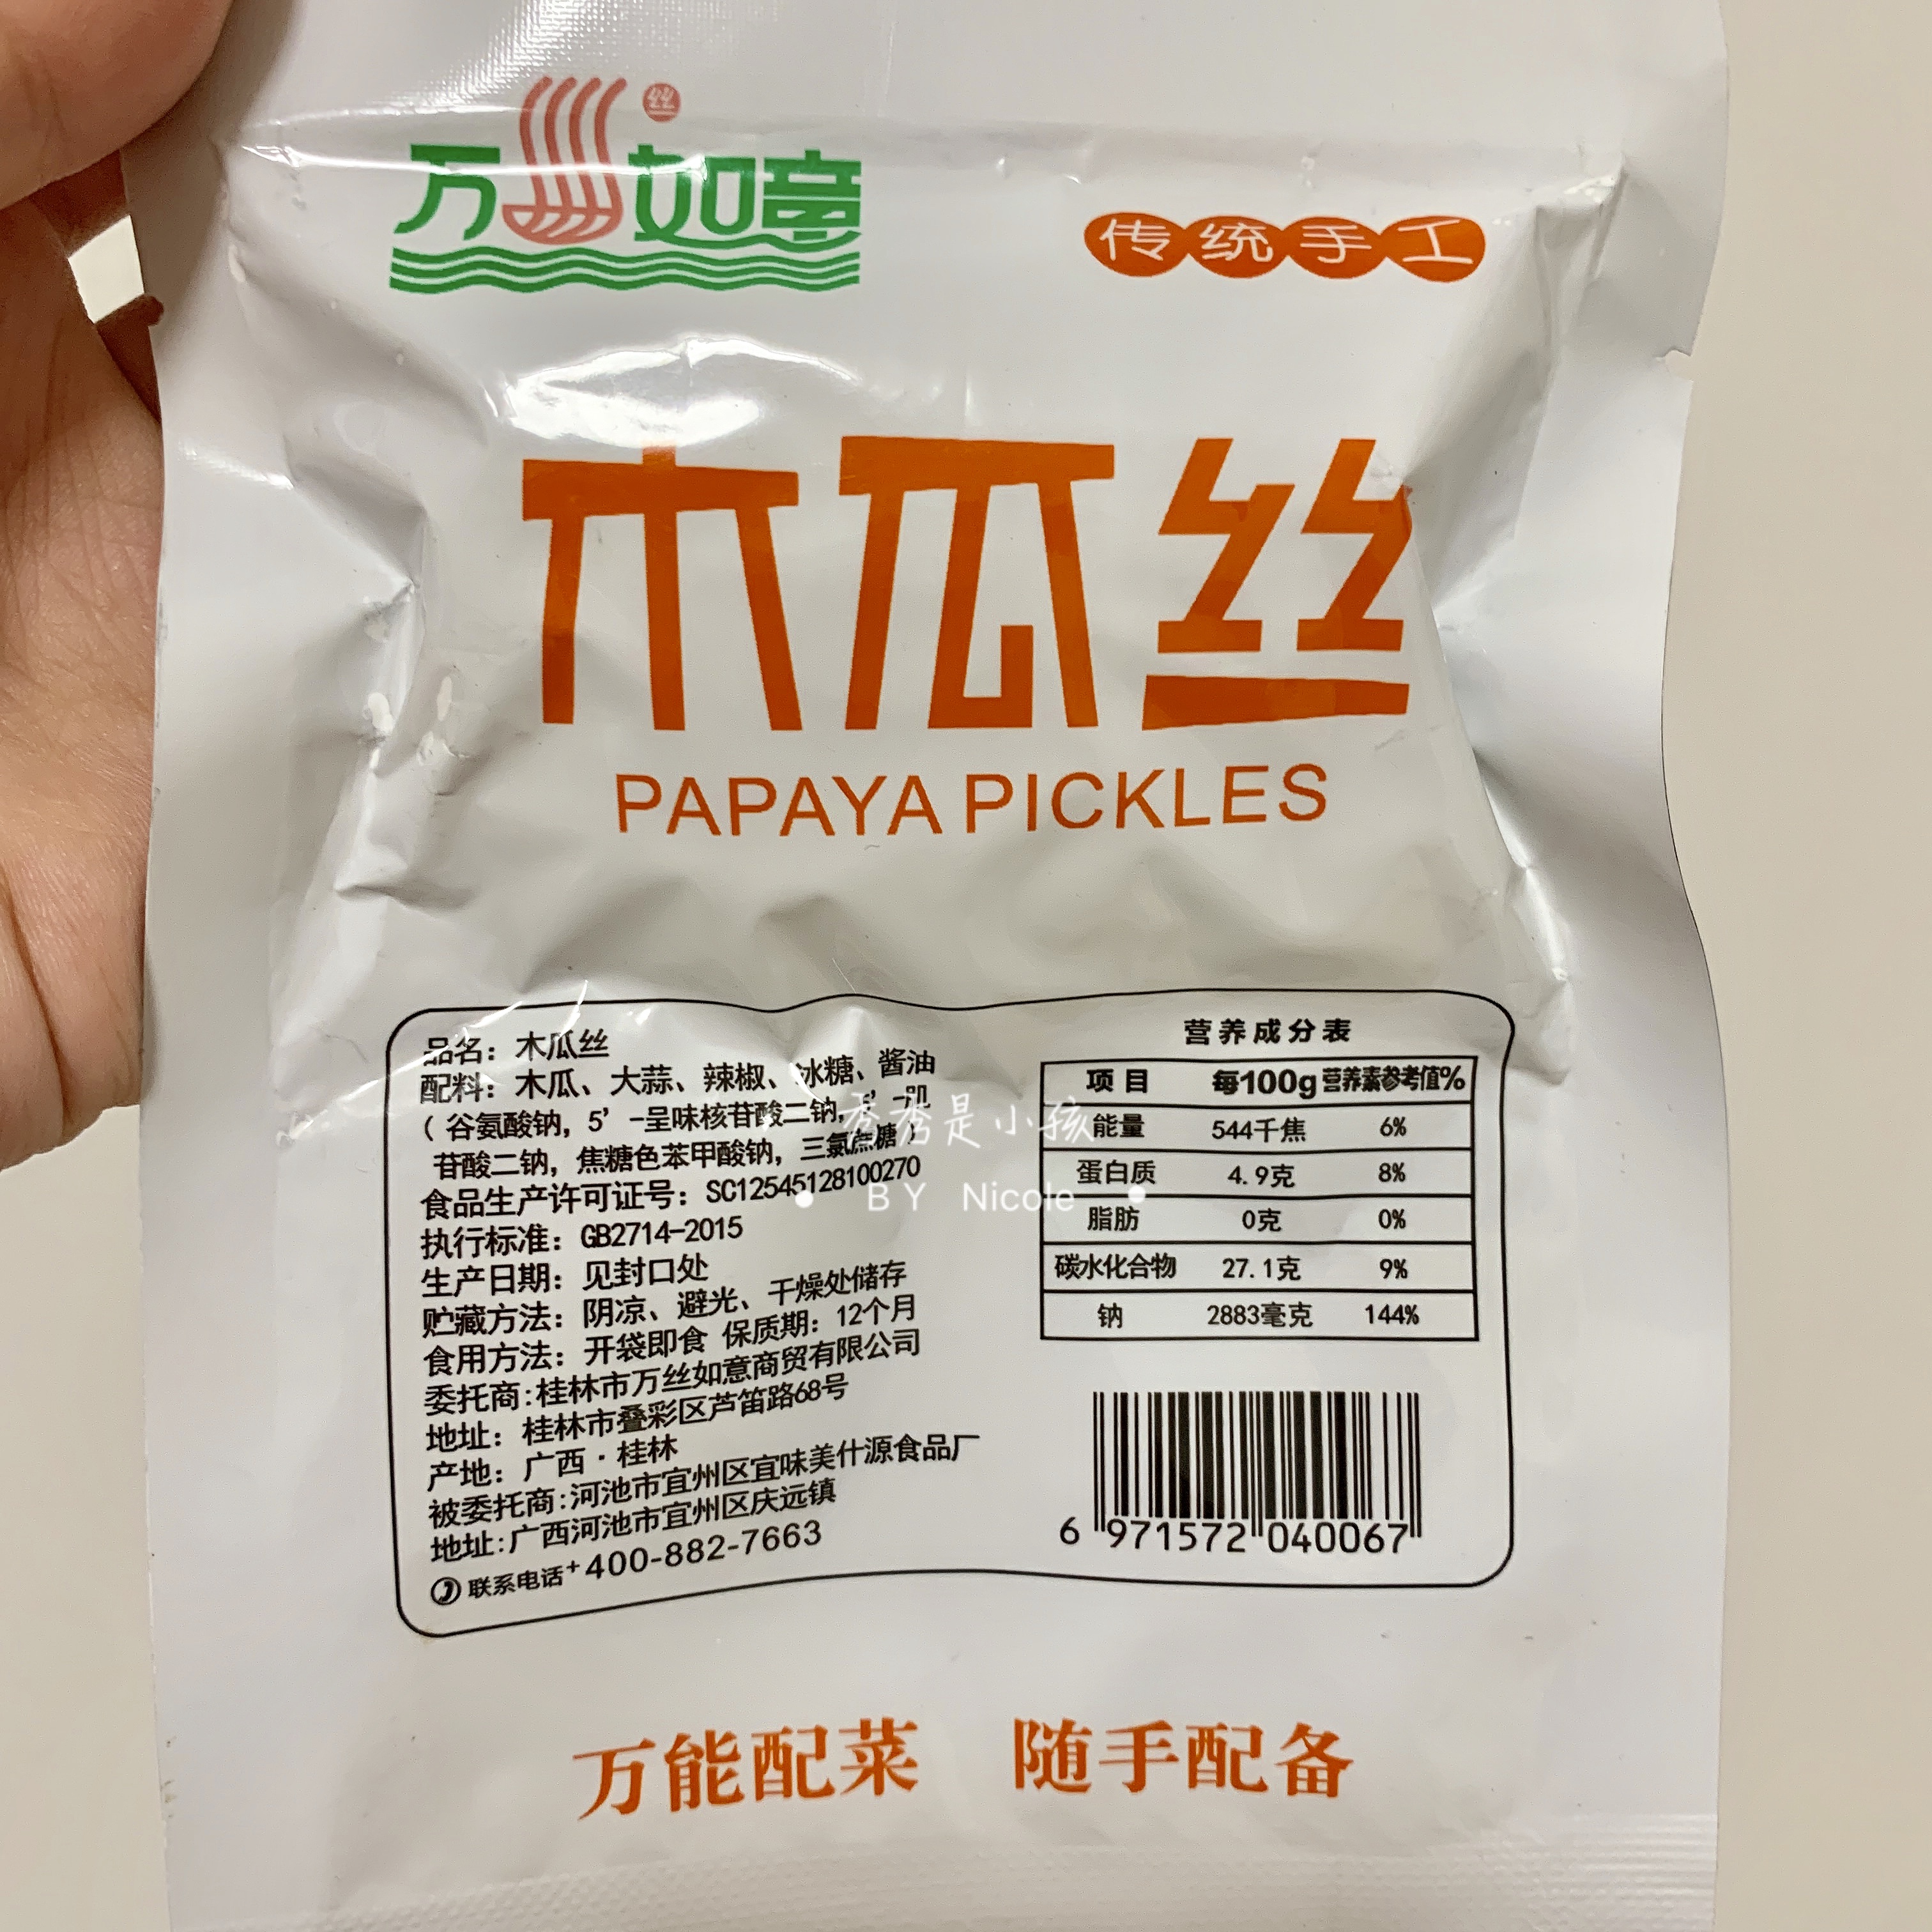 万丝如意
丝
传统手工
木瓜丝
PAPAYA PICKLES
品名：木瓜丝
配料：木瓜、大蒜、辣椒、冰糖、酱油
（谷氨酸钠，5’-呈味核苷酸二钠，5’-肌
苷酸二钠，焦糖色苯甲酸钠，三氯蔗糖）
食品生产许可证号：SC12545128100270
执行标准：GB2714-2015
生产日期：见封口处
贮藏方法：阴凉、避光、干燥处储存
食用方法：开袋即食 保质期：12个月
委托商:桂林市万丝如意商贸有限公司
地址：桂林市叠彩区芦笛路68号
产地：广西·桂林
被委托商:河池市宜州区宜味美什源食品厂
地址:广西河池市宜州区庆远镇
联系电话+400-882-7663
营养成分表
项目 每100g 营养素参考值%
能量 544千焦 6%
蛋白质 4.9克 8%
脂肪 0克 0%
碳水化合物 27.1克 9%
钠 2883毫克 144%
6 971572 040067
秀秀是小孩
• BY Nicole •
万能配菜 随手配备